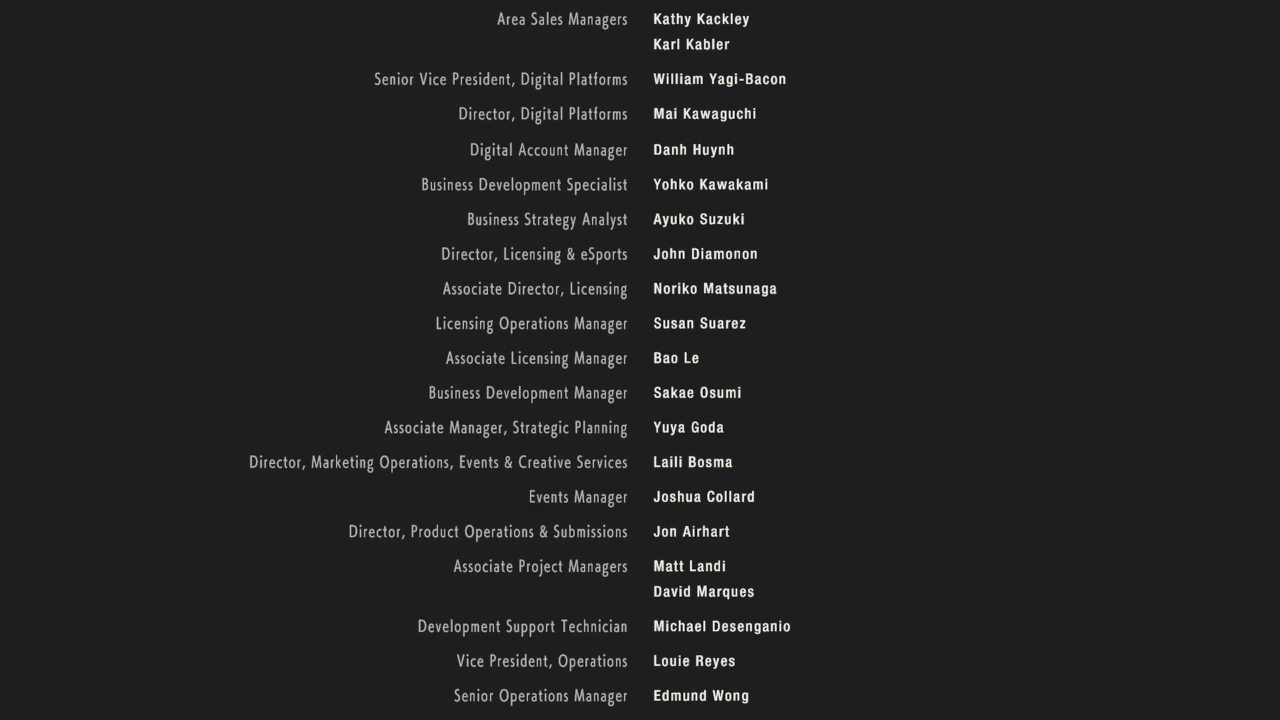 Area Sales Managers Kathy Kackley
Karl Kabler
Senior Vice President, Digital Platforms William Yagi-Bacon
Director, Digital Platforms Mai Kawaguchi
Digital Account Manager Danh Huynh
Business Development Specialist Yohko Kawakami
Business Strategy Analyst Ayuko Suzuki
Director, Licensing & eSports John Diamonon
Associate Director, Licensing Noriko Matsunaga
Licensing Operations Manager Susan Suarez
Associate Licensing Manager Bao Le
Business Development Manager Sakae Osumi
Associate Manager, Strategic Planning Yuya Goda
Director, Marketing Operations, Events & Creative Services Laili Bosma
Events Manager Joshua Collard
Director, Product Operations & Submissions Jon Airhart
Associate Project Managers Matt Landi
David Marques
Development Support Technician Michael Desenganio
Vice President, Operations Louie Reyes
Senior Operations Manager Edmund Wong